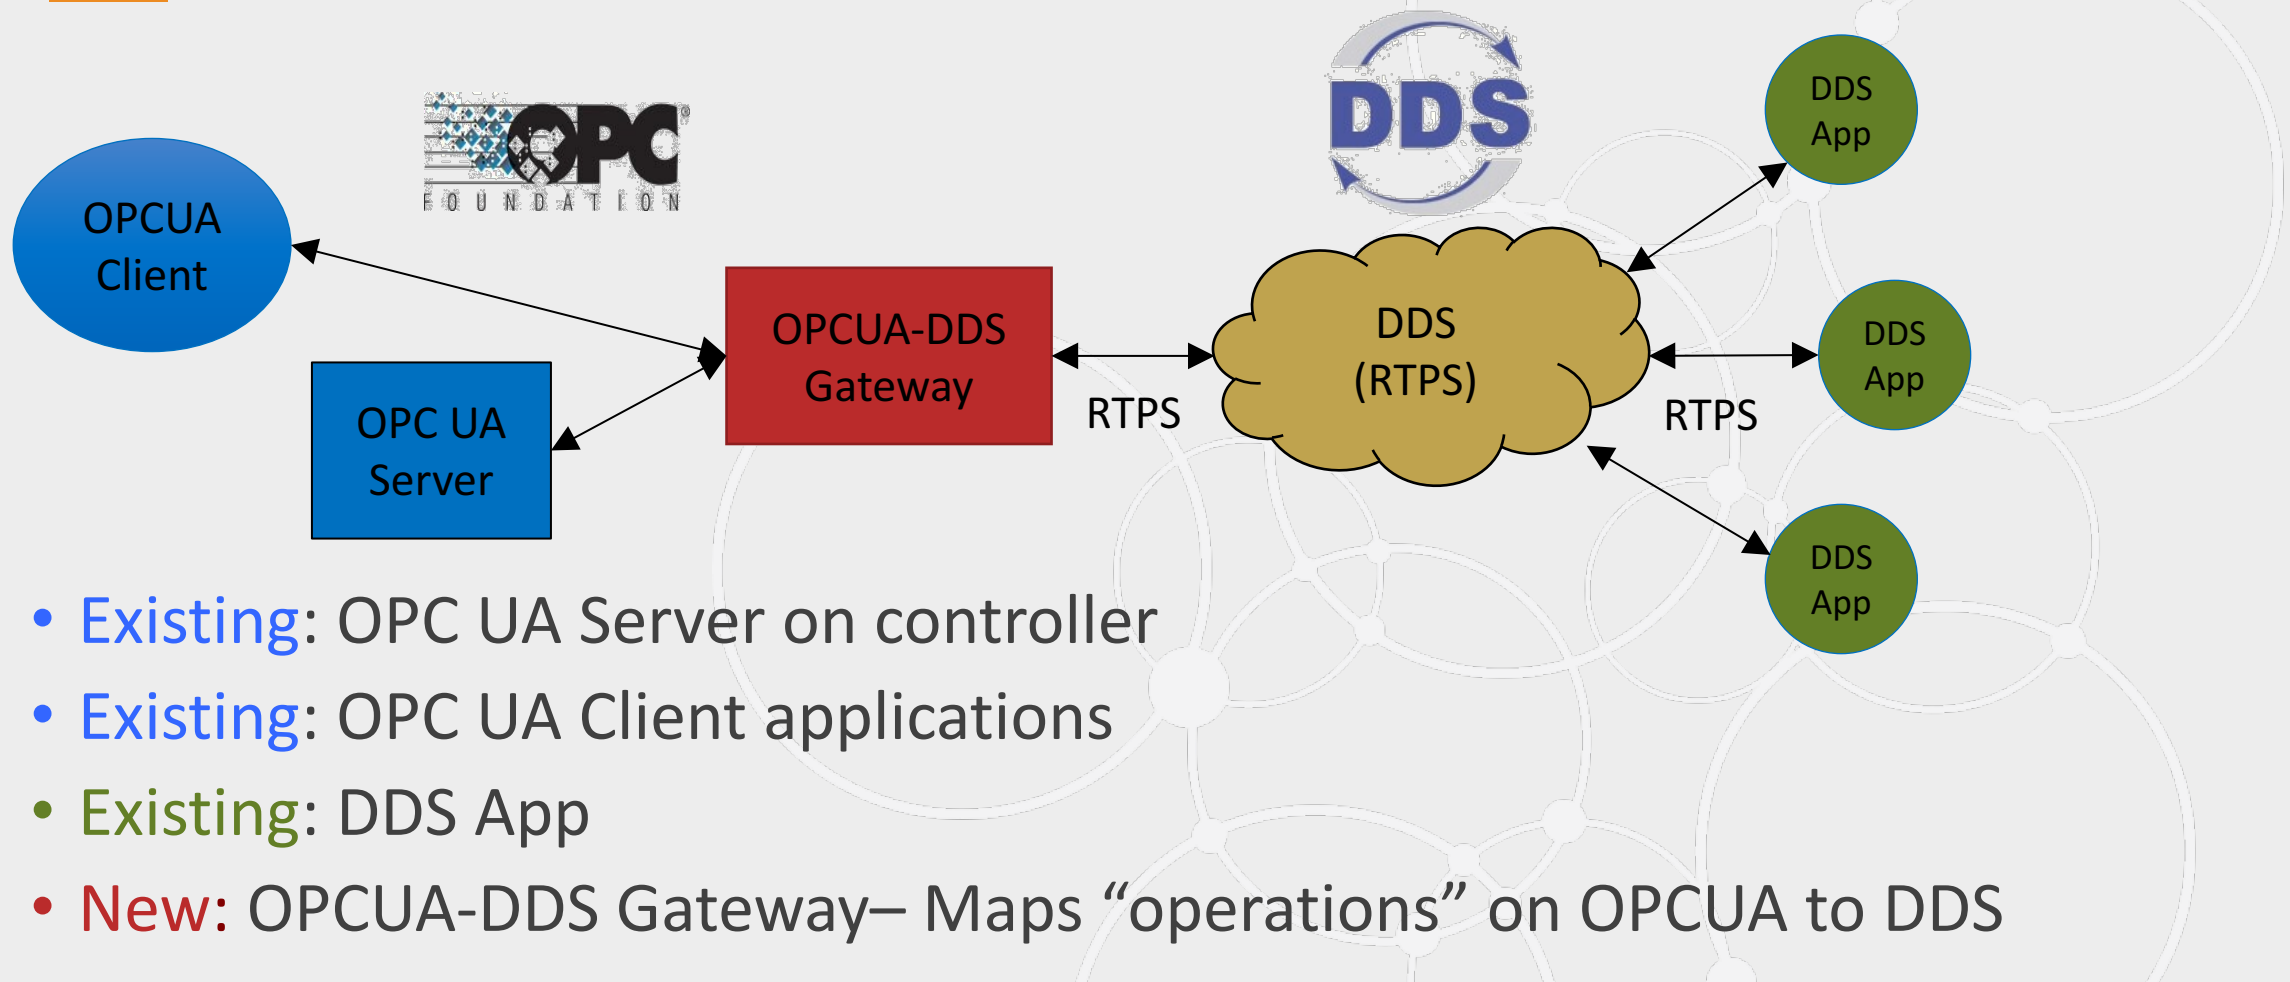 OPC®
FOUNDATION
DDS
DDS
App
OPCUA
Client
OPCUA-DDS
Gateway
DDS
(RTPS)
DDS
App
RTPS
RTPS
OPC UA
Server
DDS
App
• Existing: OPC UA Server on controller
• Existing: OPC UA Client applications
• Existing: DDS App
• New: OPCUA-DDS Gateway– Maps “operations” on OPCUA to DDS